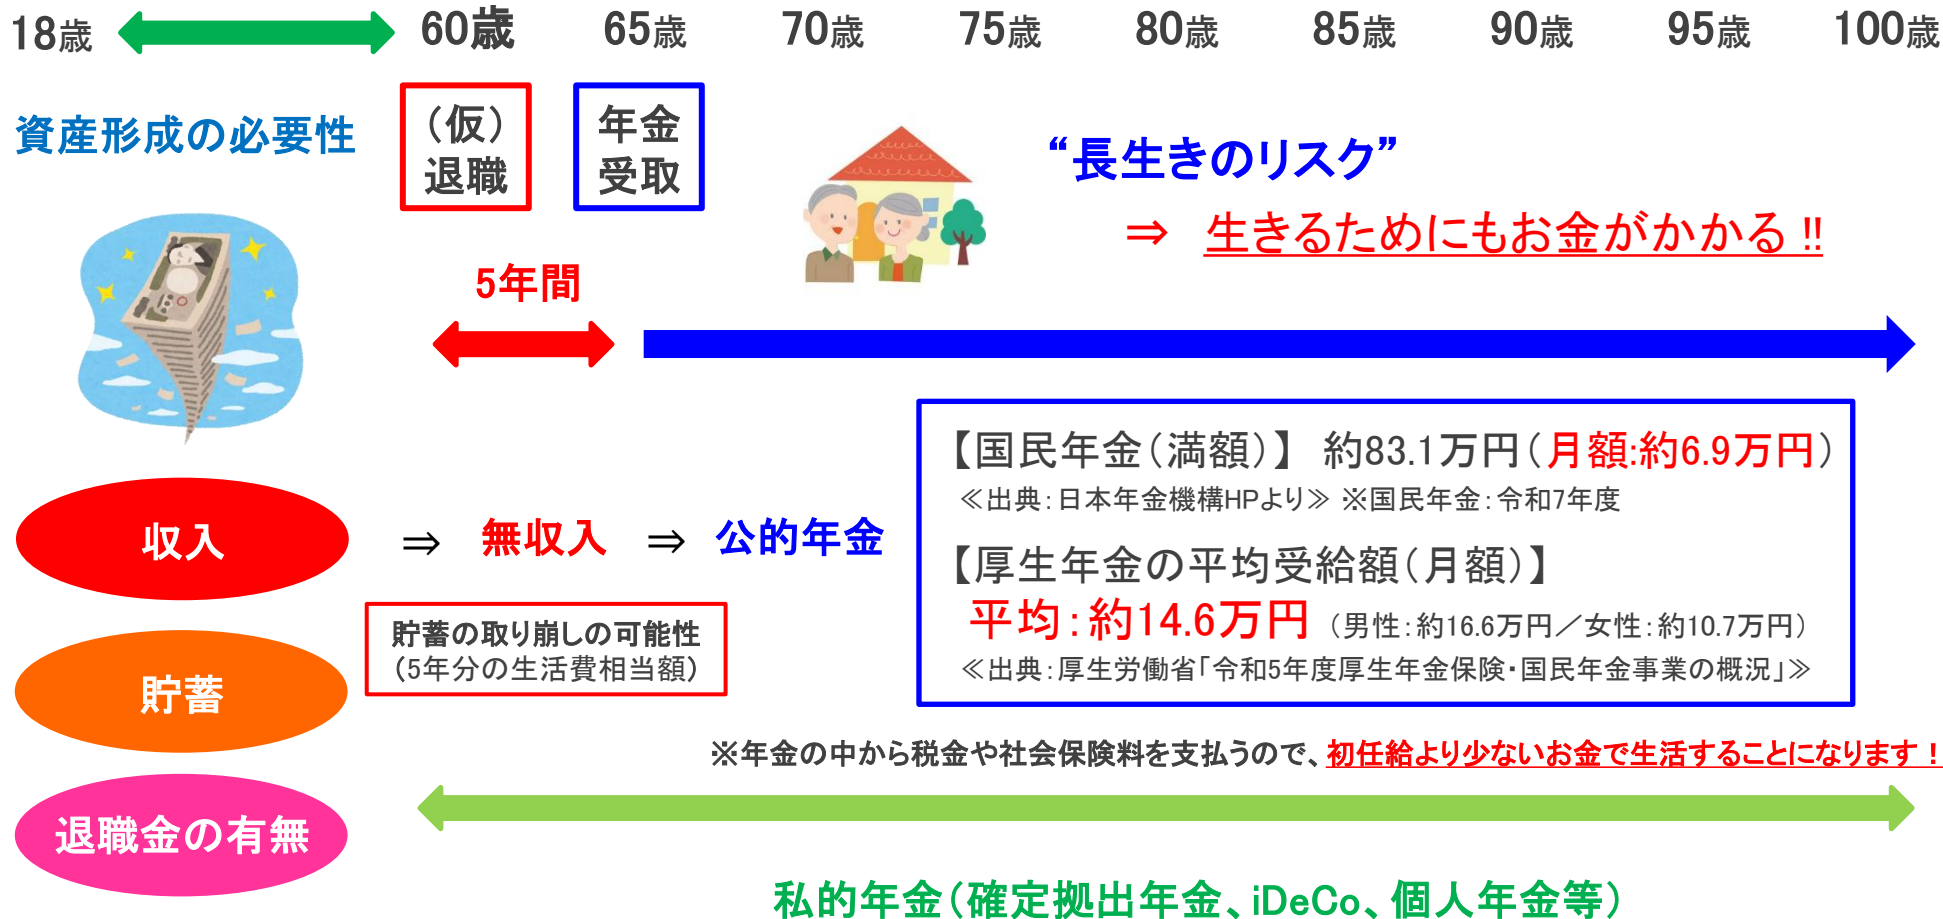 18歳 60歳 65歳 70歳 75歳 80歳 85歳 90歳 95歳 100歳
資産形成の必要性
（仮）
退職
年金
受取
“長生きのリスク”
⇒ 生きるためにもお金がかかる‼
5年間
【国民年金（満額）】 約83.1万円（月額:約6.9万円）
≪出典：日本年金機構HPより≫ ※国民年金：令和7年度
【厚生年金の平均受給額（月額）】
平均：約14.6万円（男性：約16.6万円／女性：約10.7万円）
≪出典：厚生労働省「令和5年度厚生年金保険・国民年金事業の概況」≫
収入 ⇒ 無収入 ⇒ 公的年金
貯蓄の取り崩しの可能性
（5年分の生活費相当額）
貯蓄
※年金の中から税金や社会保険料を支払うので、初任給より少ないお金で生活することになります！
退職金の有無
私的年金（確定拠出年金、iDeCo、個人年金等）